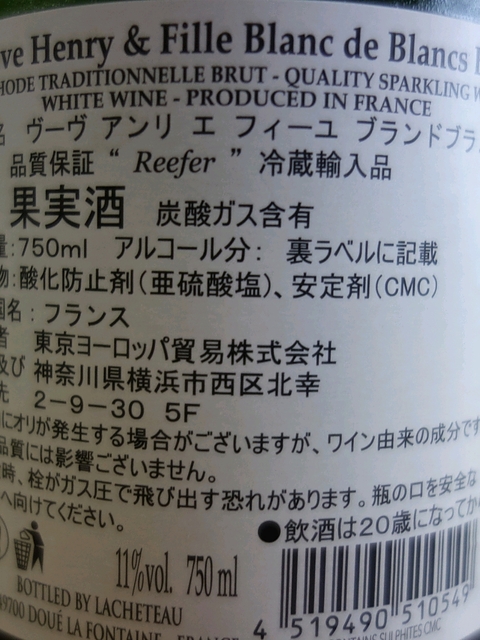 ve Henry & Fille Blanc de Blancs
HODE TRADITIONNELLE BRUT - QUALITY SPARKLING W
WHITE WINE - PRODUCED IN FRANCE
名 ヴーヴ アンリ エ フィーユ ブランドブラ
品質保証 “ Reefer ” 冷蔵輸入品
果実酒 炭酸ガス含有
量:750ml アルコール分: 裏ラベルに記載
物:酸化防止剤(亜硫酸塩)、安定剤(CMC)
国名:フランス
者 東京ヨーロッパ貿易株式会社
及び 神奈川県横浜市西区北幸
先 2-9-30 5F
にオリが発生する場合がございますが、ワイン由来の成分です
品質には影響ございません。
時、栓がガス圧で飛び出す恐れがあります。瓶の口を安全な
へ向けてください。
●飲酒は20歳になってか
11%vol. 750 ml
BOTTLED BY LACHETEAU
49700 DOUÉ LA FONTAINE - FRANCE
4 519490 510549
CONTAINS SULPHITES CMC